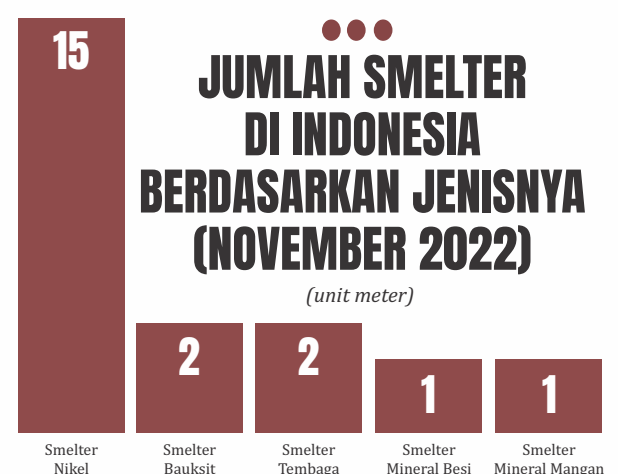 15
JUMLAH SMELTER
DI INDONESIA
BERDASARKAN JENISNYA
(NOVEMBER 2022)
(unit meter)
2
2
1
1
Smelter
Nikel
Smelter
Bauksit
Smelter
Tembaga
Smelter
Mineral Besi
Smelter
Mineral Mangan